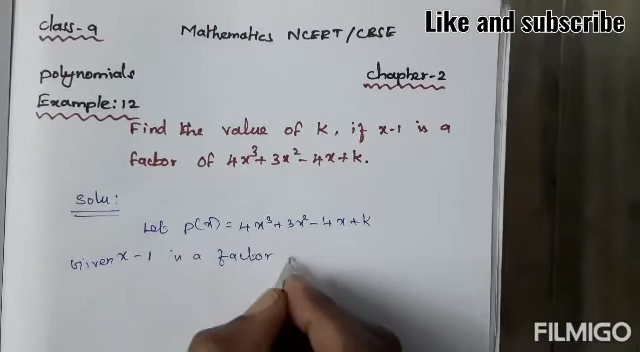 Like and subscribe
class-9 Mathematics NCERT/CBSE
polynomials chapter-2
Example:12
Find the value of k, if x-1 is a
factor of 4x³+3x²-4x+k.
Solu:
Let p(x) = 4x³+3x²-4x+k
Given x-1 is a factor
FILMIGO